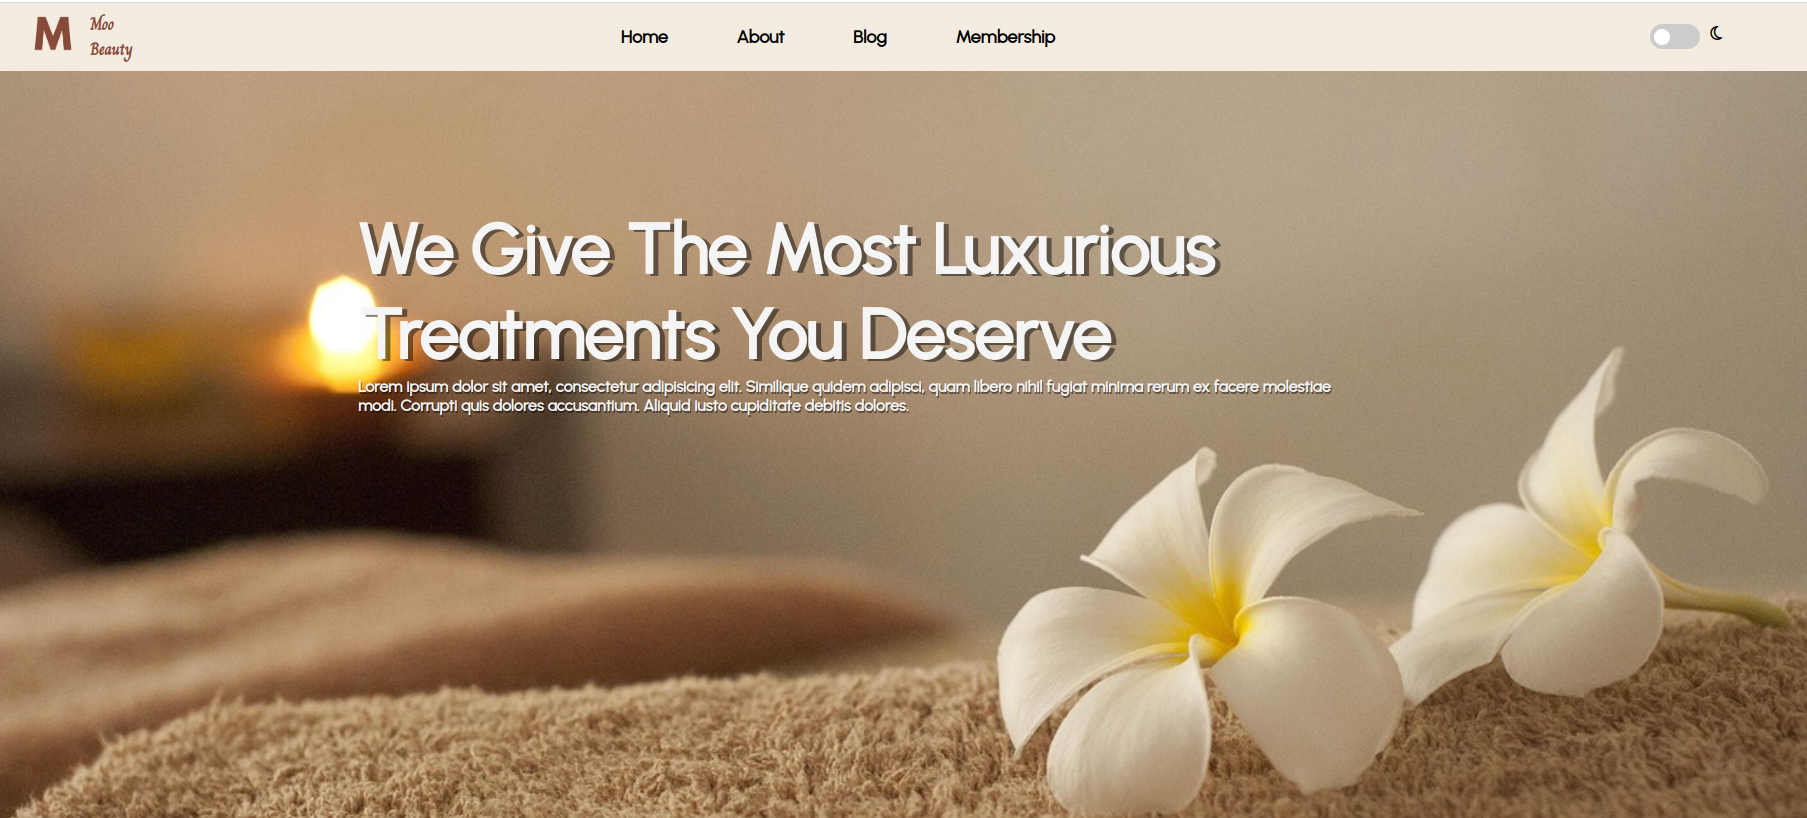 M
Moo
Beauty
Home About Blog Membership
We Give The Most Luxurious
Treatments You Deserve
Lorem ipsum dolor sit amet, consectetur adipisicing elit. Similique quidem adipisci, quam libero nihil fugiat minima rerum ex facere molestiae
modi. Corrupti quis dolores accusantium. Aliquid iusto cupiditate debitis dolores.